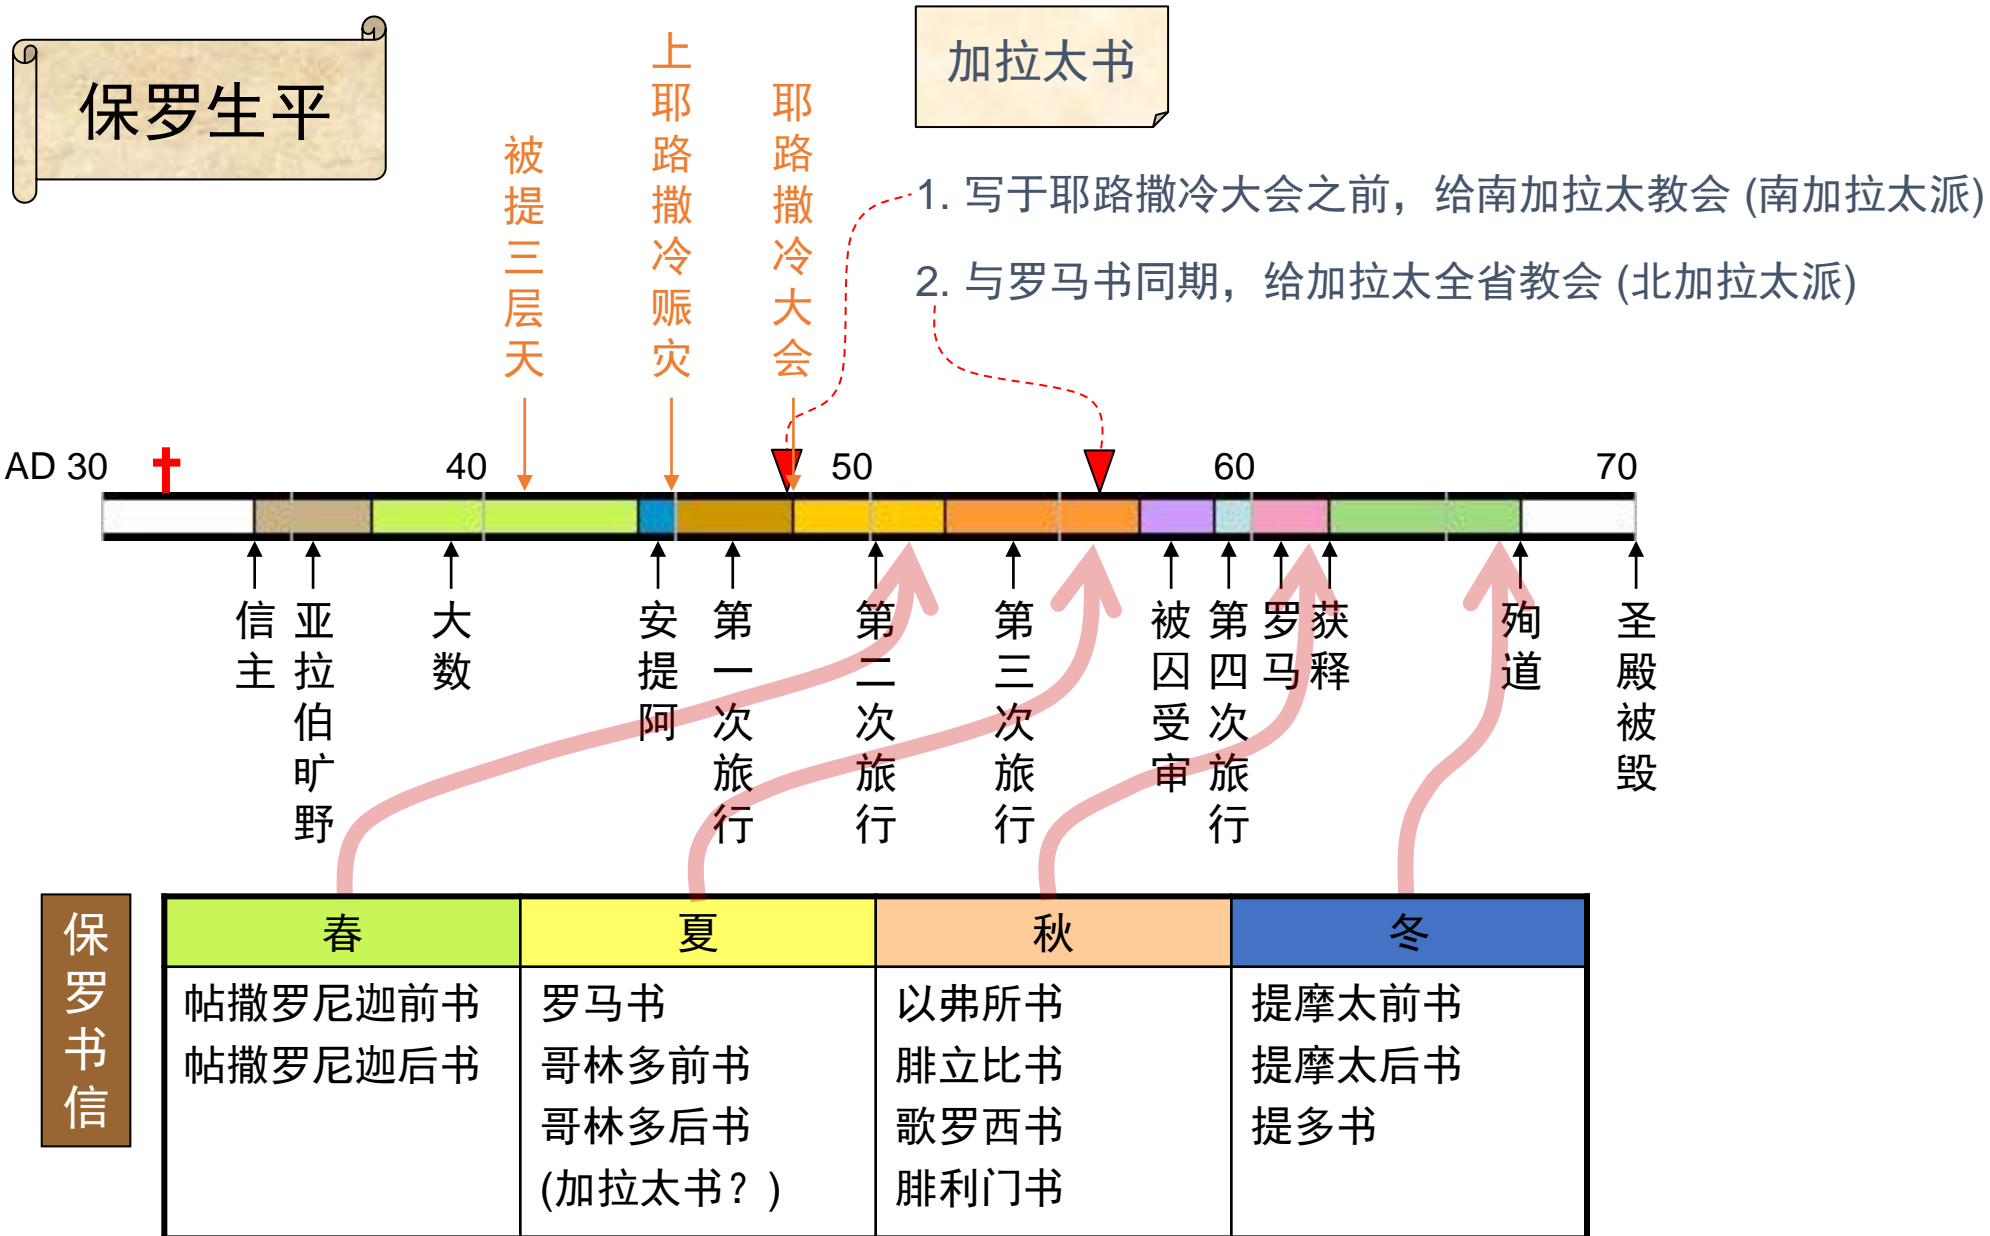 保罗生平
加拉太书
被提三层天
上耶路撒冷赈灾
耶路撒冷大会
1. 写于耶路撒冷大会之前，给南加拉太教会 (南加拉太派)
2. 与罗马书同期，给加拉太全省教会 (北加拉太派)
AD 30 40 50 60 70
信主
亚拉伯旷野
大数
安提阿
第一次旅行
第二次旅行
第三次旅行
被囚受审
第四次旅行
罗马
获释
殉道
圣殿被毁
保罗书信
春 夏 秋 冬
帖撒罗尼迦前书
帖撒罗尼迦后书
罗马书
哥林多前书
哥林多后书
(加拉太书？)
以弗所书
腓立比书
歌罗西书
腓利门书
提摩太前书
提摩太后书
提多书